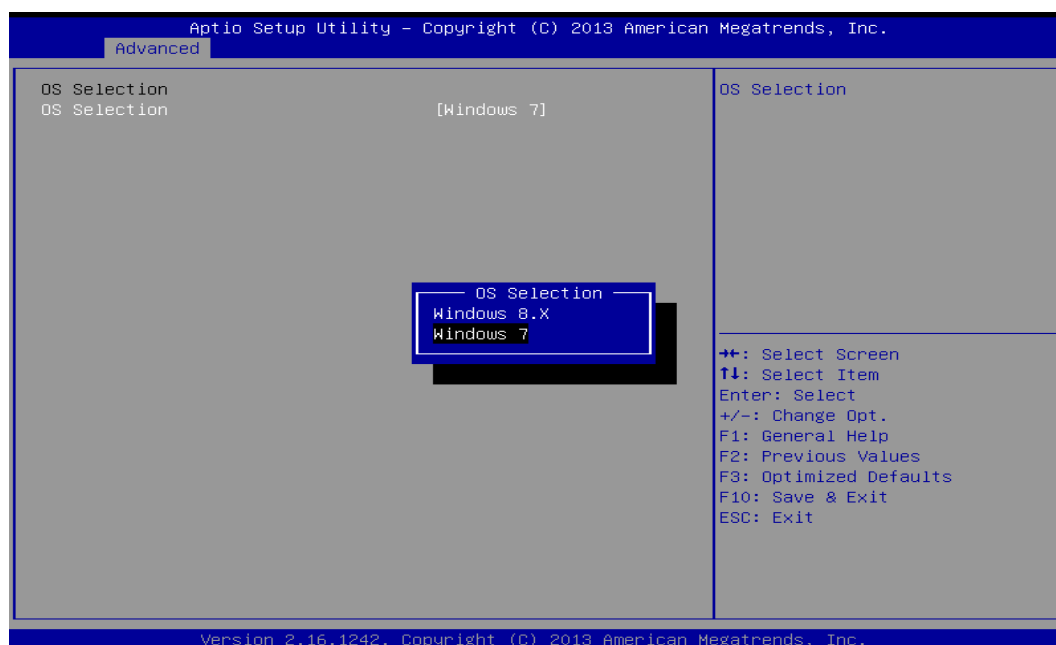 Aptio Setup Utility – Copyright (C) 2013 American Megatrends, Inc.
Advanced
OS Selection
OS Selection [Windows 7]
OS Selection
Windows 8.X
Windows 7
OS Selection
→←: Select Screen
↑↓: Select Item
Enter: Select
+/-: Change Opt.
F1: General Help
F2: Previous Values
F3: Optimized Defaults
F10: Save & Exit
ESC: Exit
Version 2.16.1242. Copyright (C) 2013 American Megatrends, Inc.